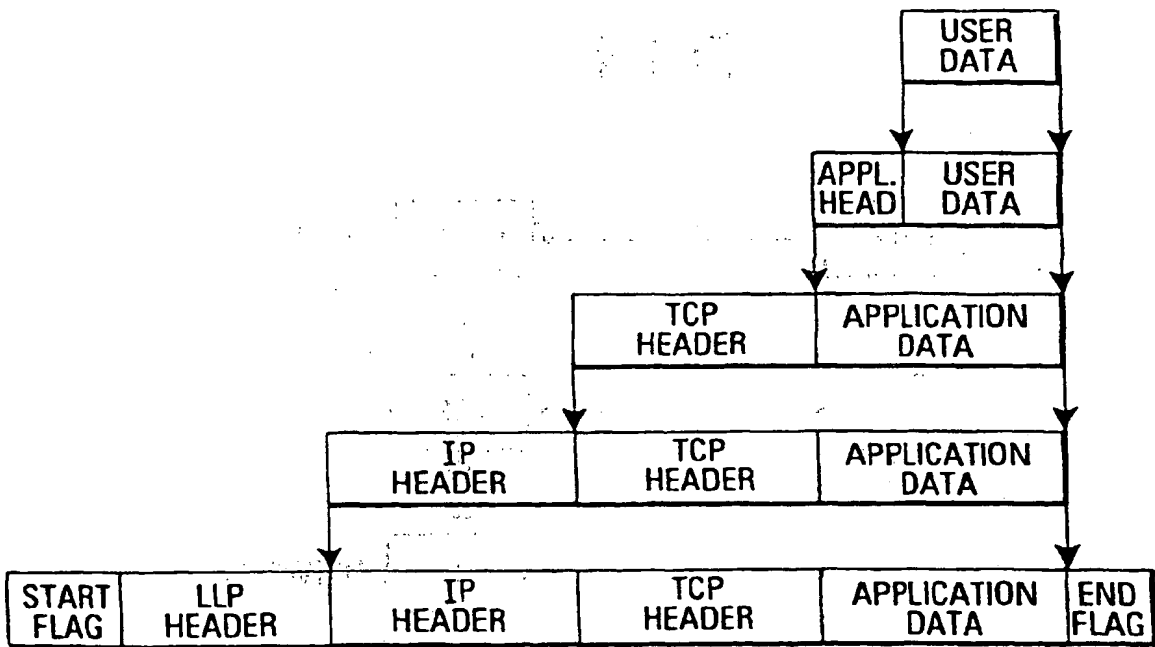 USER
DATA
APPL.
HEAD
USER
DATA
TCP
HEADER
APPLICATION
DATA
IP
HEADER
TCP
HEADER
APPLICATION
DATA
START
FLAG
LLP
HEADER
IP
HEADER
TCP
HEADER
APPLICATION
DATA
END
FLAG